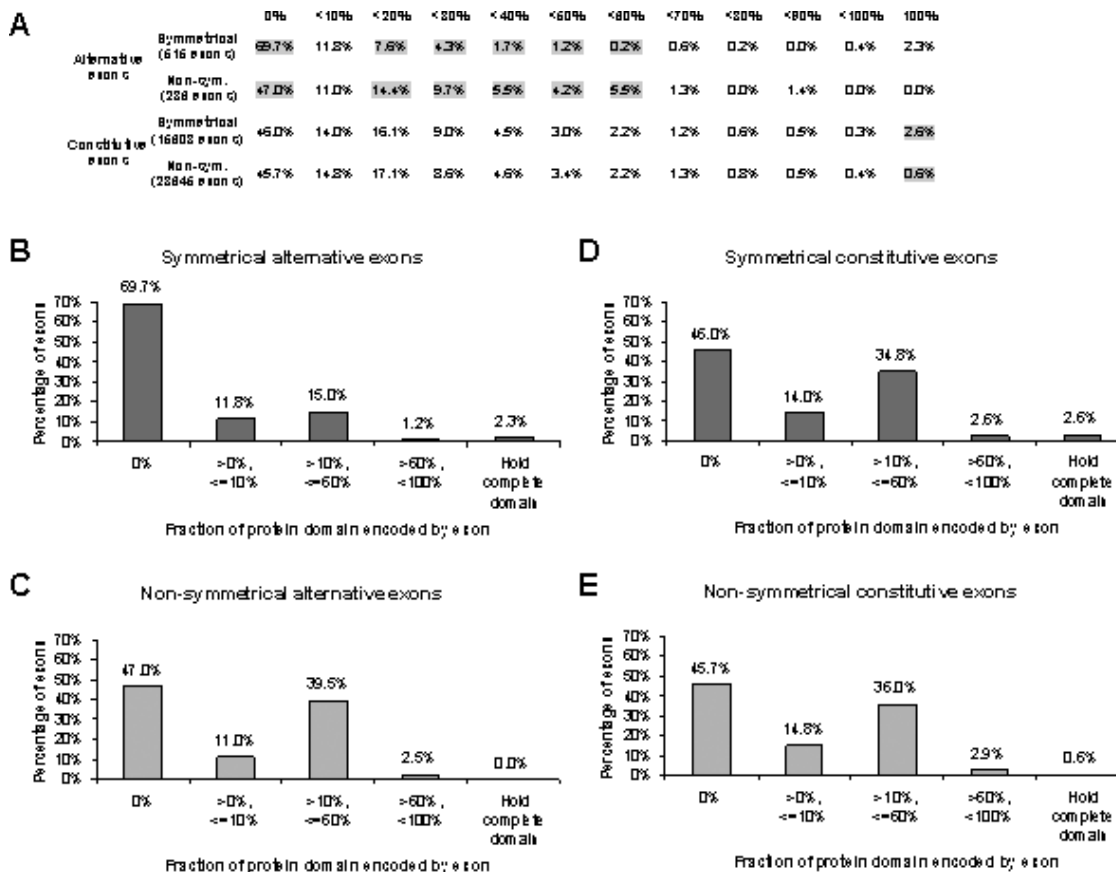 A
0% <10% <20% <30% <40% <50% <60% <70% <80% <90% <100% 100%
Alternative exons
Symmetrical
69.7% 11.8% 7.6% 4.3% 1.7% 1.2% 0.2% 0.6% 0.2% 0.0% 0.4% 2.3%
Non-sym.
47.0% 11.0% 14.4% 9.7% 5.5% 4.2% 5.5% 1.3% 0.0% 1.4% 0.0% 0.0%
Constitutive exons
Symmetrical
46.0% 14.0% 16.1% 9.0% 4.5% 3.0% 2.2% 1.2% 0.6% 0.5% 0.3% 2.6%
Non-sym.
45.7% 14.8% 17.1% 8.6% 4.6% 3.4% 2.2% 1.3% 0.8% 0.5% 0.4% 0.6%
B
Symmetrical alternative exons
Percentage of exons
70%
60%
50%
40%
30%
20%
10%
0%
69.7% 11.8% 15.0% 1.2% 2.3%
0% >0%, >10%, >60%, Hold
<=10% <=60% <100% complete
domain
Fraction of protein domain encoded by exon
D
Symmetrical constitutive exons
Percentage of exons
70%
60%
50%
40%
30%
20%
10%
0%
46.0% 14.0% 34.8% 2.6% 2.6%
0% >0%, >10%, >60%, Hold
<=10% <=60% <100% complete
domain
Fraction of protein domain encoded by exon
C
Non-symmetrical alternative exons
Percentage of exons
70%
60%
50%
40%
30%
20%
10%
0%
47.0% 11.0% 39.5% 2.5% 0.0%
0% >0%, >10%, >60%, Hold
<=10% <=60% <100% complete
domain
Fraction of protein domain encoded by exon
E
Non-symmetrical constitutive exons
Percentage of exons
70%
60%
50%
40%
30%
20%
10%
0%
45.7% 14.8% 36.0% 2.9% 0.6%
0% >0%, >10%, >60%, Hold
<=10% <=60% <100% complete
domain
Fraction of protein domain encoded by exon